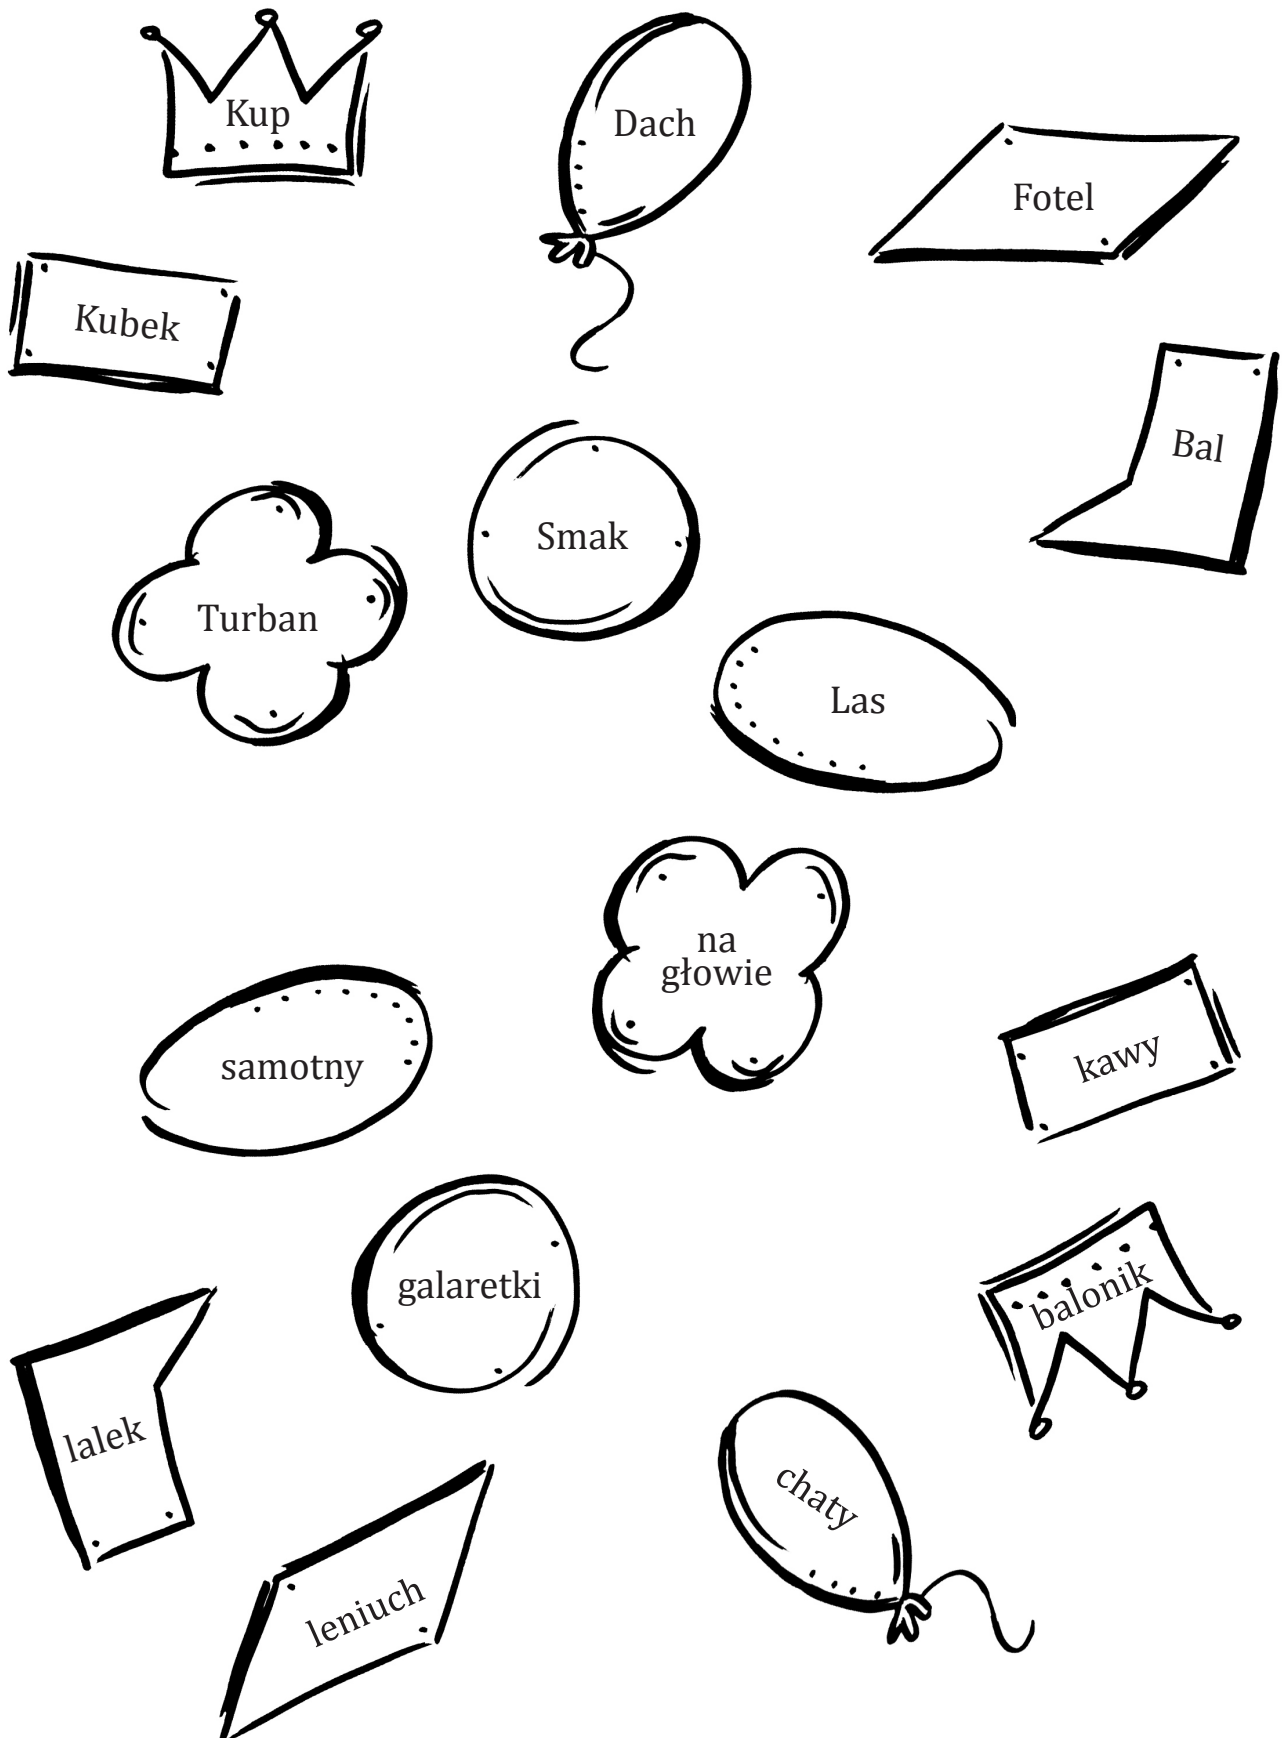 Kup
Dach
Fotel
Kubek
Bal
Smak
Turban
Las
na
głowie
samotny
kawy
galaretki
balonik
lalek
chaty
leniuch